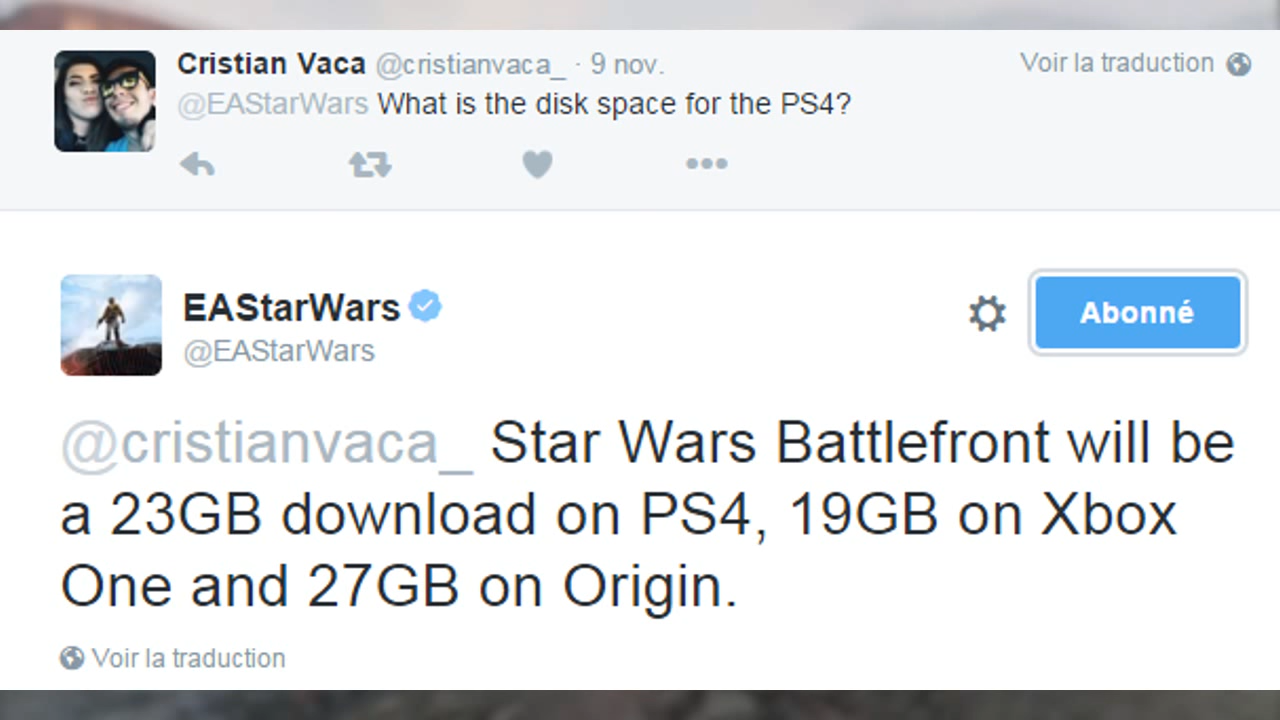 Cristian Vaca @cristianvaca_ · 9 nov. Voir la traduction
@EAStarWars What is the disk space for the PS4?
EAStarWars
@EAStarWars
Abonné
@cristianvaca_ Star Wars Battlefront will be
a 23GB download on PS4, 19GB on Xbox
One and 27GB on Origin.
Voir la traduction